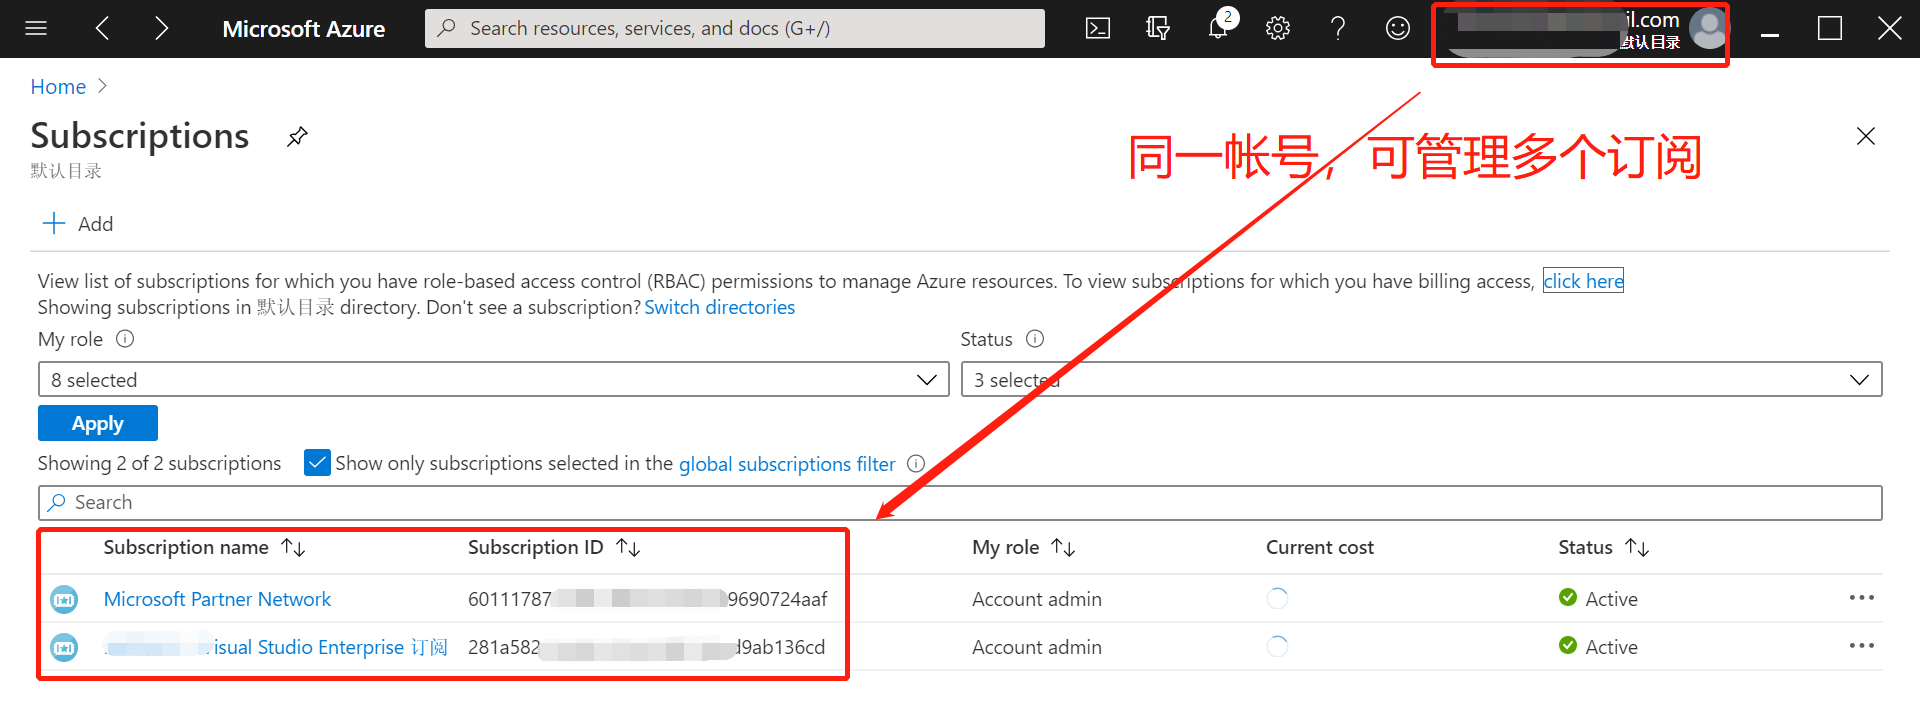 Microsoft Azure
Search resources, services, and docs (G+/)
2
il.com
默认目录
Home
Subscriptions
默认目录
同一帐号，可管理多个订阅
Add
View list of subscriptions for which you have role-based access control (RBAC) permissions to manage Azure resources. To view subscriptions for which you have billing access, click here
Showing subscriptions in 默认目录 directory. Don't see a subscription? Switch directories
My role
Status
8 selected
3 selected
Apply
Showing 2 of 2 subscriptions
Show only subscriptions selected in the global subscriptions filter
Search
Subscription name Subscription ID My role Current cost Status
Microsoft Partner Network 60111787 9690724aaf Account admin Active
isual Studio Enterprise 订阅 281a582 d9ab136cd Account admin Active